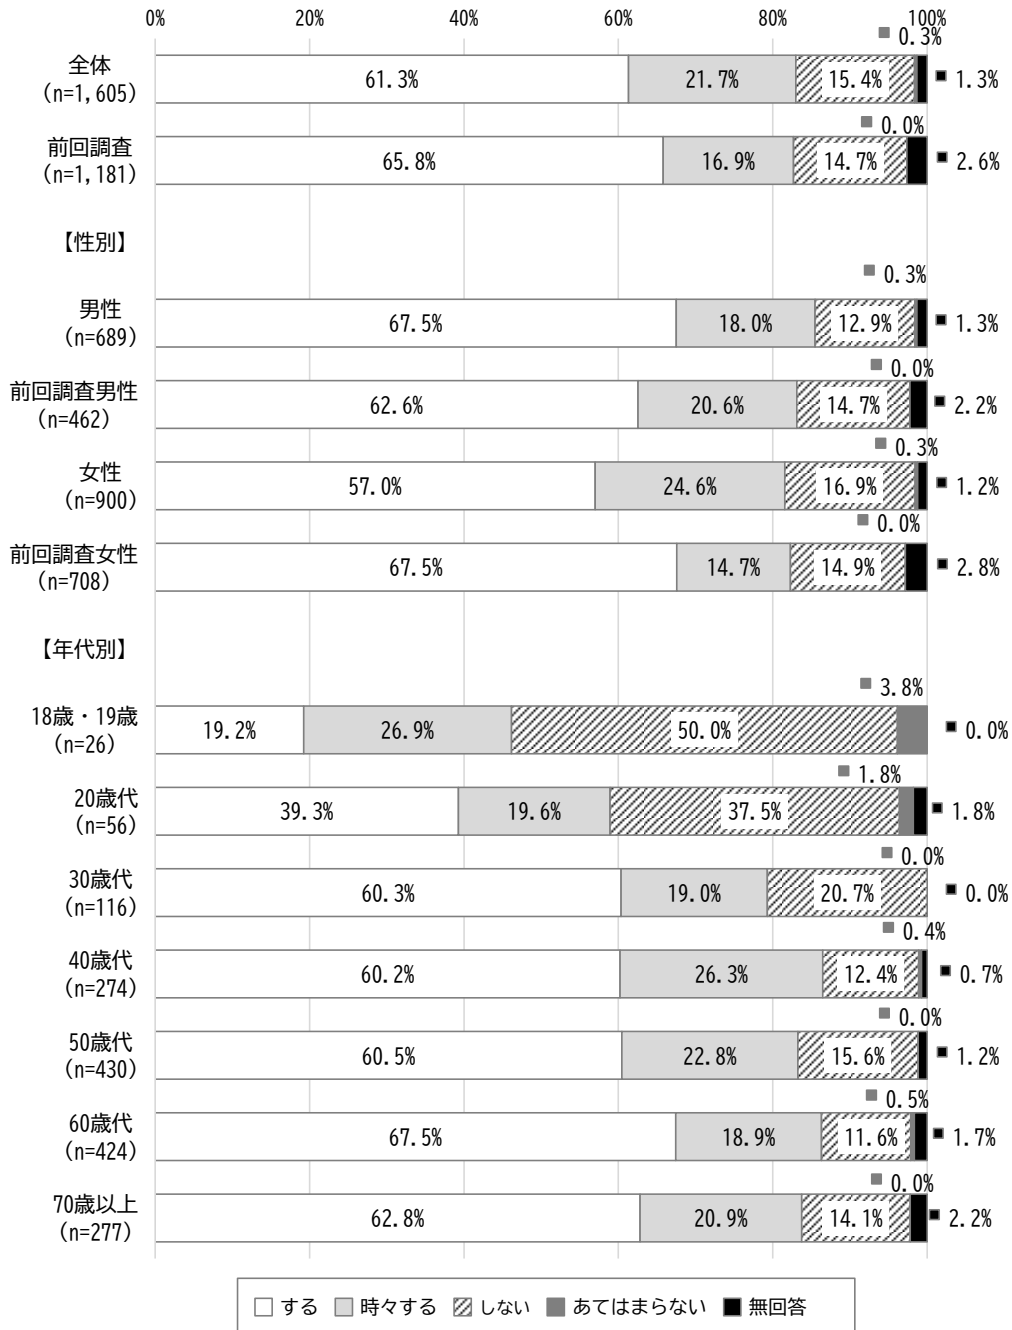 0% 20% 40% 60% 80% 100%
0.3%
全体
(n=1,605)
61.3% 21.7% 15.4% 1.3%
0.0%
前回調査
(n=1,181)
65.8% 16.9% 14.7% 2.6%
【性別】
0.3%
男性
(n=689)
67.5% 18.0% 12.9% 1.3%
0.0%
前回調査男性
(n=462)
62.6% 20.6% 14.7% 2.2%
0.3%
女性
(n=900)
57.0% 24.6% 16.9% 1.2%
0.0%
前回調査女性
(n=708)
67.5% 14.7% 14.9% 2.8%
【年代別】
3.8%
18歳・19歳
(n=26)
19.2% 26.9% 50.0% 0.0%
1.8%
20歳代
(n=56)
39.3% 19.6% 37.5% 1.8%
0.0%
30歳代
(n=116)
60.3% 19.0% 20.7% 0.0%
0.4%
40歳代
(n=274)
60.2% 26.3% 12.4% 0.7%
0.0%
50歳代
(n=430)
60.5% 22.8% 15.6% 1.2%
0.5%
60歳代
(n=424)
67.5% 18.9% 11.6% 1.7%
0.0%
70歳以上
(n=277)
62.8% 20.9% 14.1% 2.2%
する 時々する しない あてはまらない 無回答